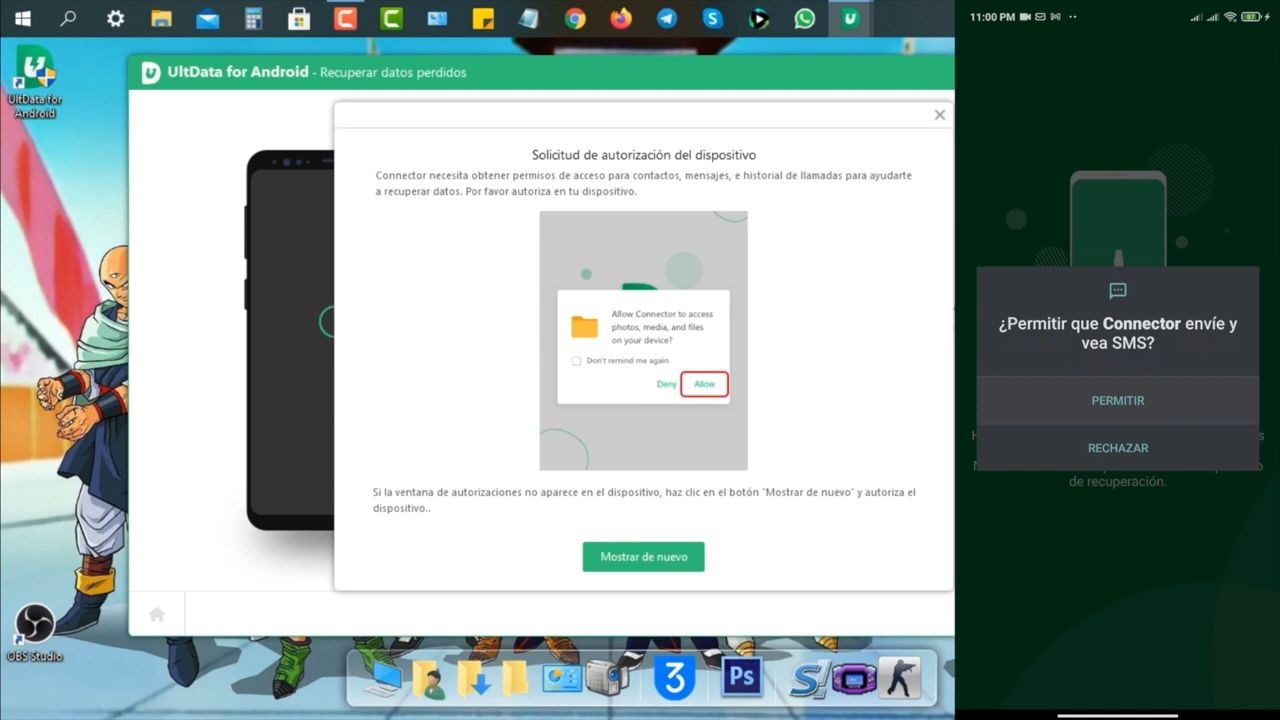 UltData for
Android
OBS Studio
UltData for Android - Recuperar datos perdidos
Solicitud de autorización del dispositivo
Connector necesita obtener permisos de acceso para contactos, mensajes, e historial de llamadas para ayudarte
a recuperar datos. Por favor autoriza en tu dispositivo.
Allow Connector to access
photos, media, and files
on your device?
Don't remind me again
Deny
Allow
Si la ventana de autorizaciones no aparece en el dispositivo, haz clic en el botón "Mostrar de nuevo" y autoriza el
dispositivo..
Mostrar de nuevo
3
Ps
11:00 PM
¿Permitir que Connector envíe y
vea SMS?
PERMITIR
RECHAZAR
de recuperación.